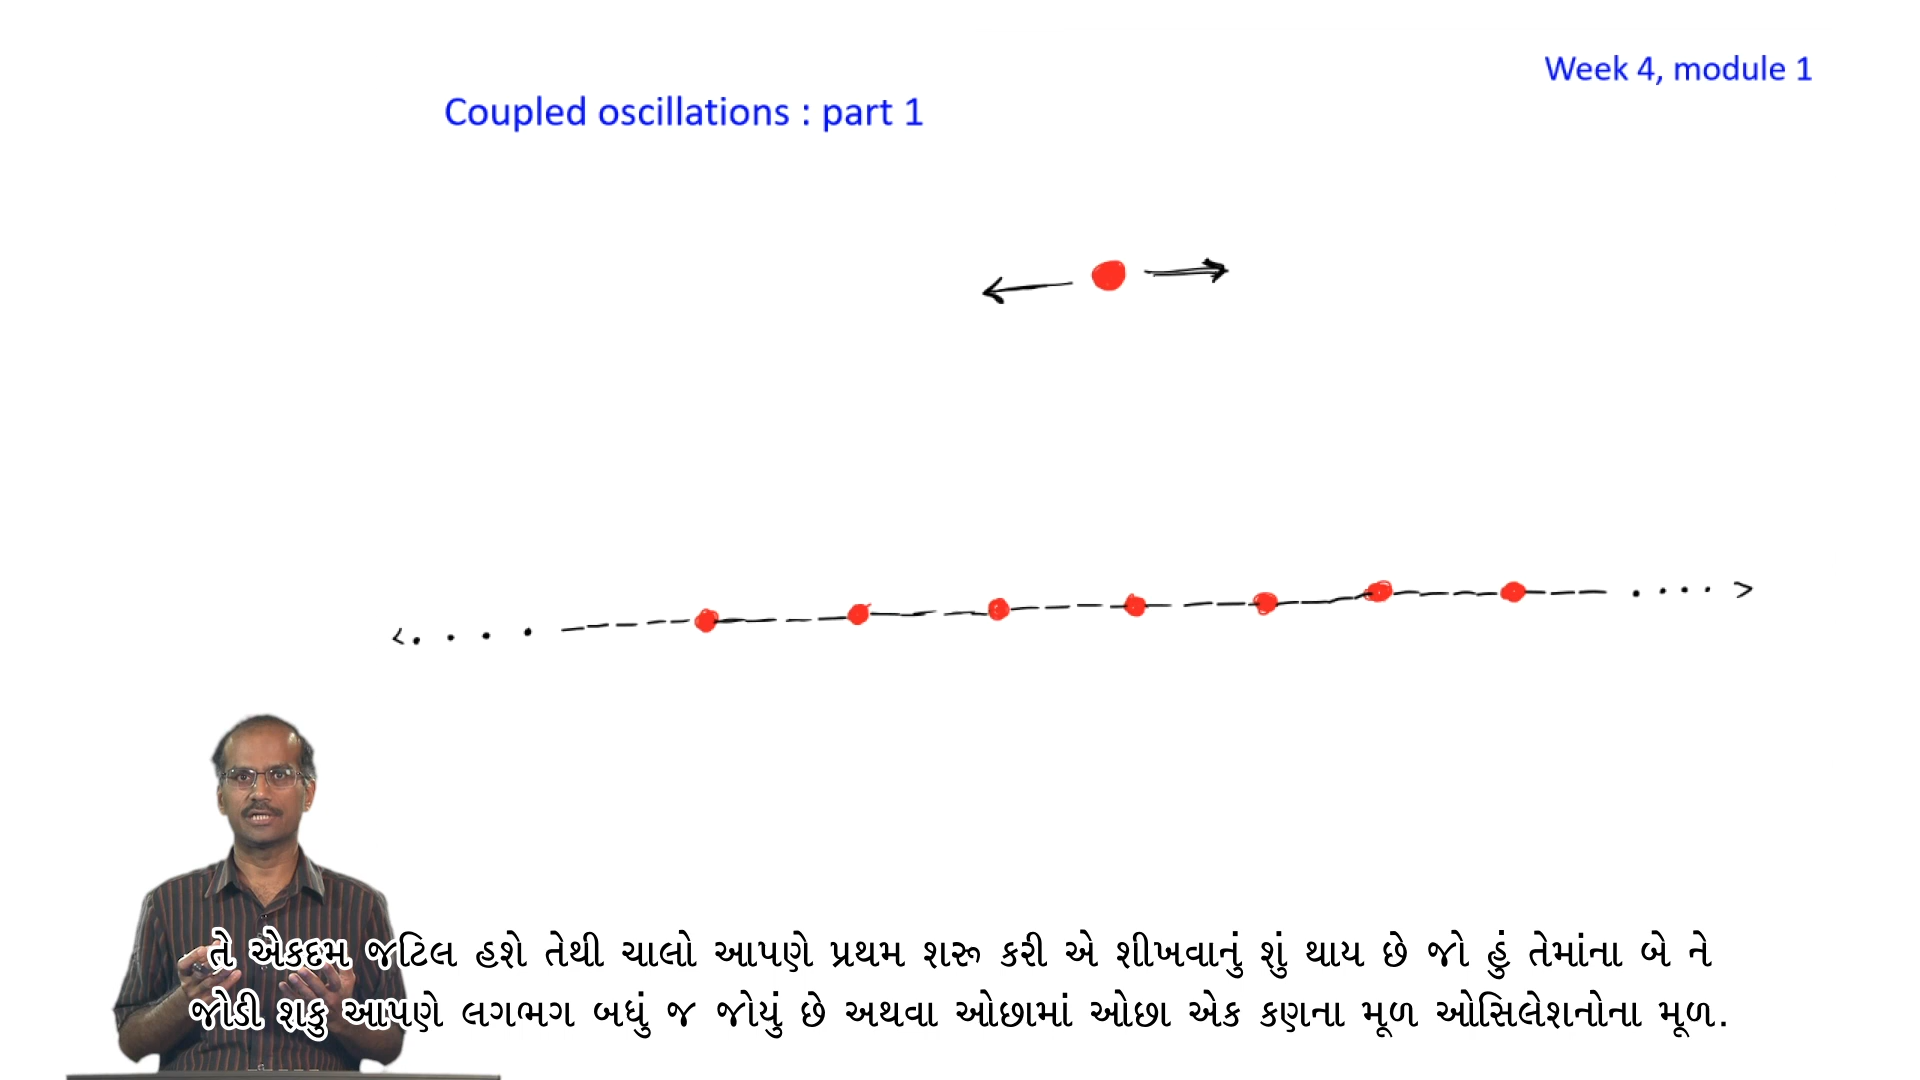 Week 4, module 1
Coupled oscillations : part 1
તે એકદમ જટિલ હશે તેથી ચાલો આપણે પ્રથમ શરૂ કરી એ શીખવાનું શું થાય છે જો હું તેમાંના બે ને
જોડી શકુ આપણે લગભગ બધું જ જોયું છે અથવા ઓછામાં ઓછા એક કણના મૂળ ઓસિલેશનોના મૂળ.